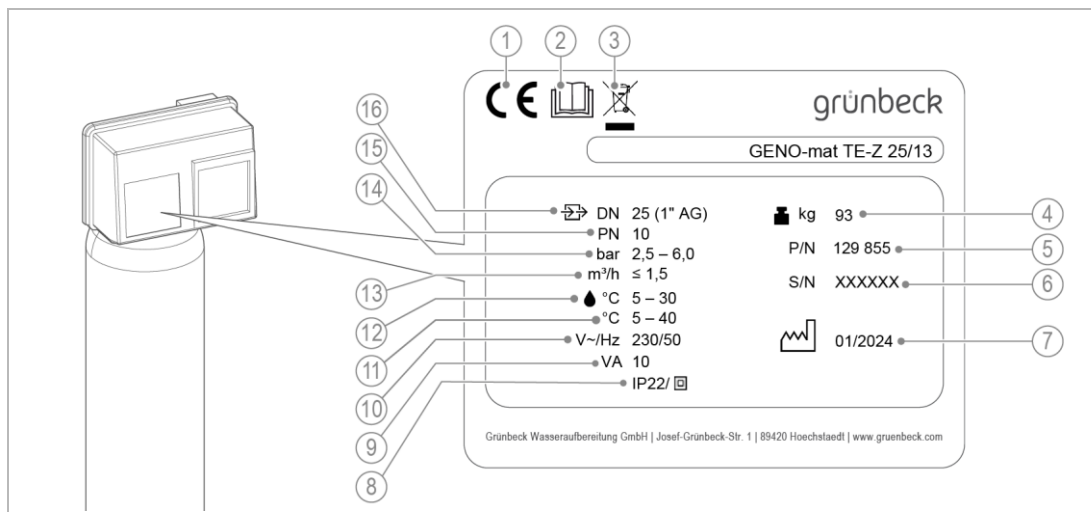 1 2 3
CE
grünbeck
GENO-mat TE-Z 25/13
16 DN 25 (1" AG)
15 PN 10
14 bar 2,5 – 6,0
13 m³/h ≤ 1,5
12 °C 5 – 30
11 °C 5 – 40
10 V~/Hz 230/50
9 VA 10
8 IP22/
kg 93 4
P/N 129 855 5
S/N XXXXXX 6
01/2024 7
Grünbeck Wasseraufbereitung GmbH | Josef-Grünbeck-Str. 1 | 89420 Hoechstaedt | www.gruenbeck.com